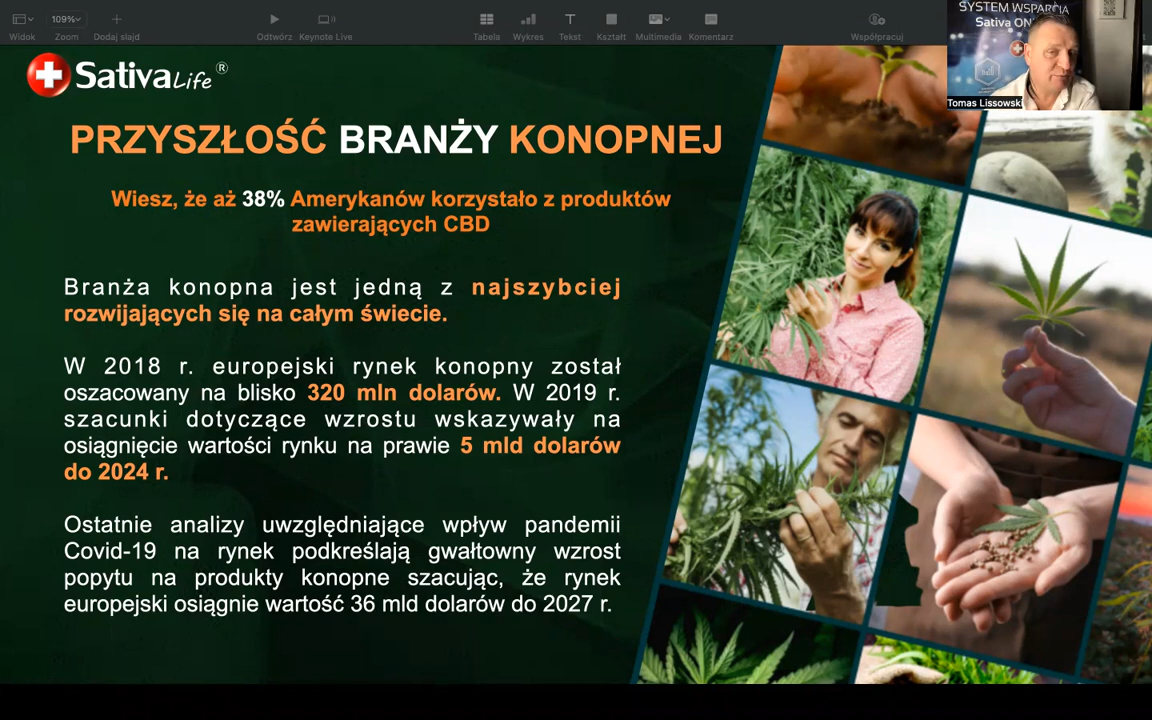 109%
Widok
Zoom
Dodaj slajd
Odtwórz
Keynote Live
Tabela
Wykres
Tekst
Kształt
Multimedia
Komentarz
Współpracuj
SYSTEM WSPARCIA
Tomas Lissowski
SativaLife®
PRZYSZŁOŚĆ BRANŻY KONOPNEJ
Wiesz, że aż 38% Amerykanów korzystało z produktów
zawierających CBD
Branża konopna jest jedną z najszybciej
rozwijających się na całym świecie.
W 2018 r. europejski rynek konopny został
oszacowany na blisko 320 mln dolarów. W 2019 r.
szacunki dotyczące wzrostu wskazywały na
osiągnięcie wartości rynku na prawie 5 mld dolarów
do 2024 r.
Ostatnie analizy uwzględniające wpływ pandemii
Covid-19 na rynek podkreślają gwałtowny wzrost
popytu na produkty konopne szacując, że rynek
europejski osiągnie wartość 36 mld dolarów do 2027 r.